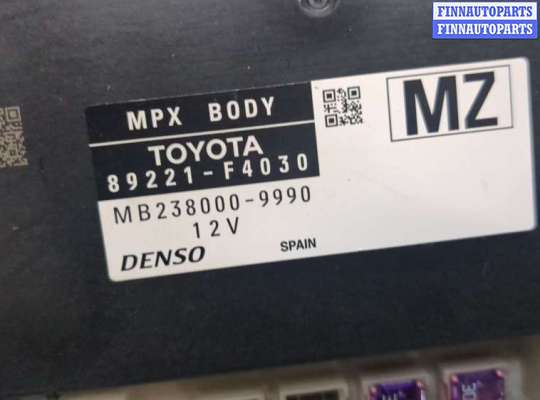 FINNAUTOPARTS
FINNAUTOPARTS
MPX BODY
MZ
TOYOTA
89221-F4030
MB238000-9990
12V
DENSO
SPAIN